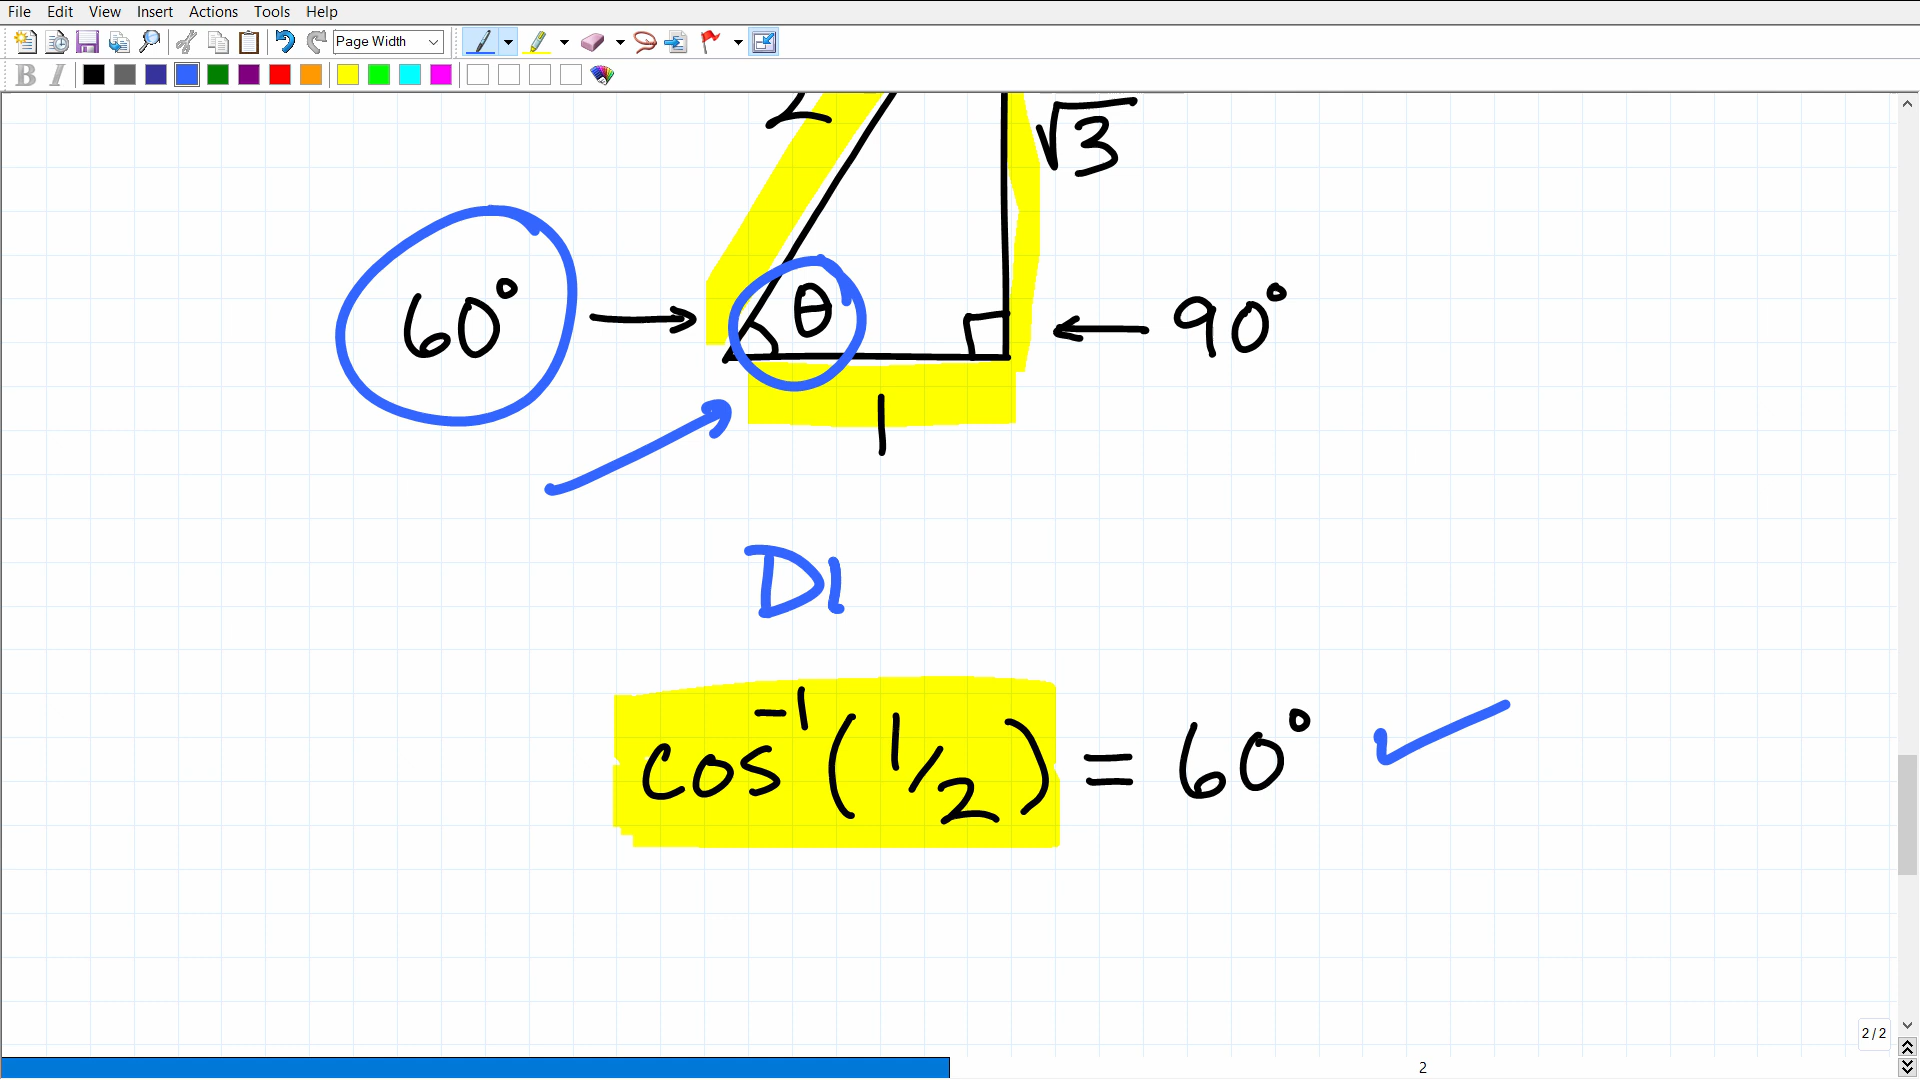 File Edit View Insert Actions Tools Help
Page Width
B I
2
√3
60° → θ ← 90°
1
DI
cos⁻¹(1/2) = 60°
2 / 2
2